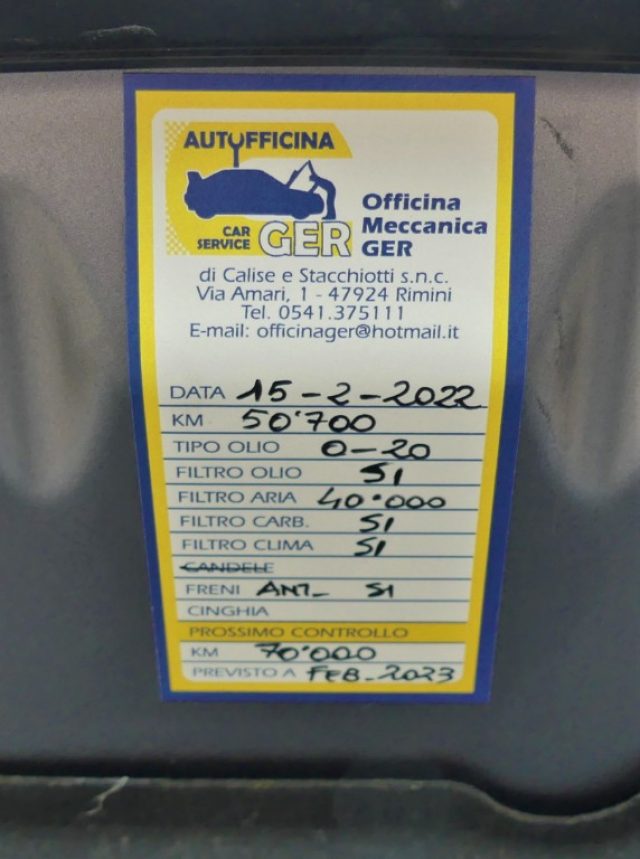 AUTOFFICINA
CAR
SERVICE GER
Officina
Meccanica
GER
di Calise e Stacchiotti s.n.c.
Via Amari, 1 - 47924 Rimini
Tel. 0541.375111
E-mail: officinager@hotmail.it
DATA 15-2-2022
KM 50'700
TIPO OLIO 0-20
FILTRO OLIO SI
FILTRO ARIA 40'000
FILTRO CARB. SI
FILTRO CLIMA SI
CANDELE
FRENI ANT- SI
CINGHIA
PROSSIMO CONTROLLO
KM 70'000
PREVISTO A FEB-2023